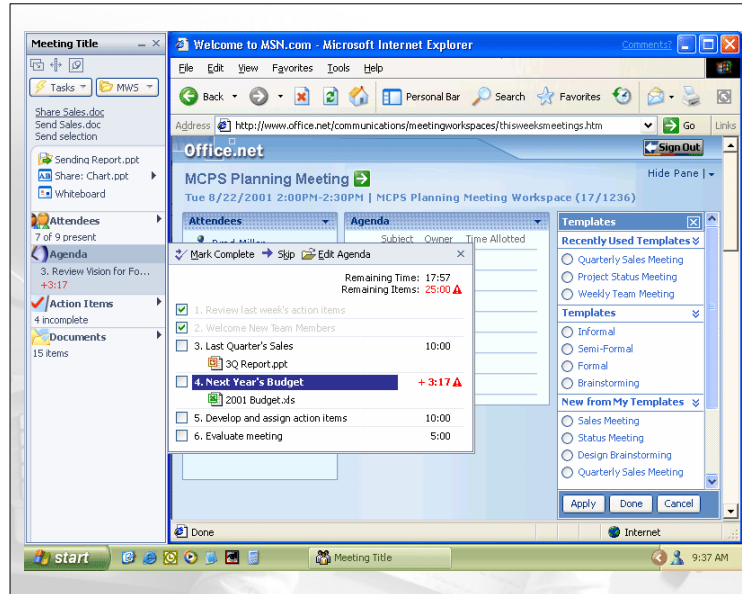 Meeting Title
Tasks
MWS
Share Sales.doc
Send Sales.doc
Send selection
Sending Report.ppt
Share: Chart.ppt
Whiteboard
Attendees
7 of 9 present
Agenda
3. Review Vision for Fo...
+3:17
Action Items
4 incomplete
Documents
15 items
Welcome to MSN.com - Microsoft Internet Explorer
Comments?
File Edit View Favorites Tools Help
Back
Personal Bar
Search
Favorites
Address
http://www.office.net/communications/meetingworkspaces/thisweeksmeetings.htm
Go
Links
Office.net
Sign Out
MCPS Planning Meeting
Hide Pane
Tue 8/22/2001 2:00PM-2:30PM | MCPS Planning Meeting Workspace (17/1236)
Attendees
Agenda
Subject Owner Time Allotted
Mark Complete Skip Edit Agenda
Remaining Time: 17:57
Remaining Items: 25:00
1. Review last week's action items
2. Welcome New Team Members
3. Last Quarter's Sales 10:00
3Q Report.ppt
4. Next Year's Budget + 3:17
2001 Budget.xls
5. Develop and assign action items 10:00
6. Evaluate meeting 5:00
Templates
Recently Used Templates
Quarterly Sales Meeting
Project Status Meeting
Weekly Team Meeting
Templates
Informal
Semi-Formal
Formal
Brainstorming
New from My Templates
Sales Meeting
Status Meeting
Design Brainstorming
Quarterly Sales Meeting
Apply
Done
Cancel
Done
Internet
start
Meeting Title
9:37 AM